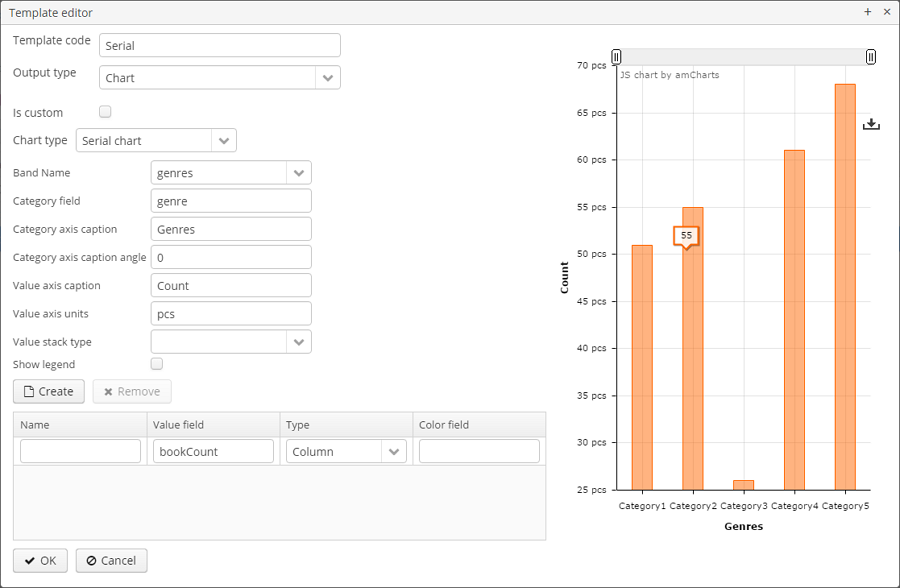 Template editor
Template code
Serial
Output type
Chart
Is custom
Chart type
Serial chart
Band Name
genres
Category field
genre
Category axis caption
Genres
Category axis caption angle
0
Value axis caption
Count
Value axis units
pcs
Value stack type
Show legend
Create
Remove
Name Value field Type Color field
bookCount Column
OK
Cancel
JS chart by amCharts
70 pcs
65 pcs
60 pcs
55 pcs
50 pcs
45 pcs
40 pcs
35 pcs
30 pcs
25 pcs
Count
55
Category1 Category2 Category3 Category4 Category5
Genres